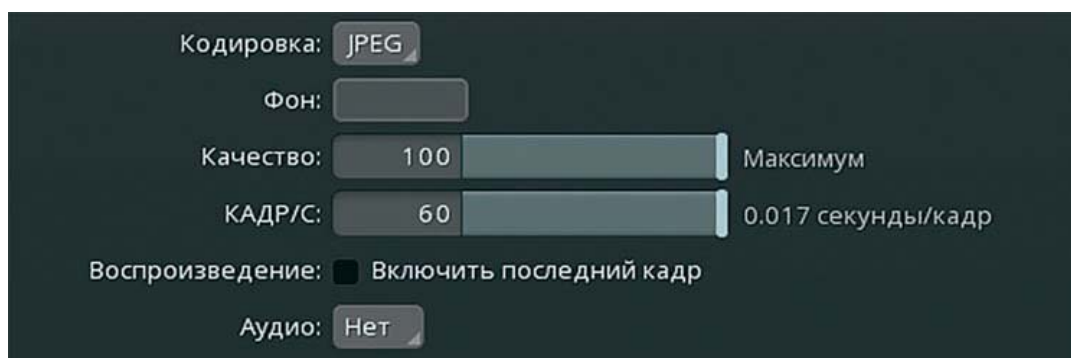 Кодировка: JPEG
Фон:
Качество: 100 Максимум
КАДР/С: 60 0.017 секунды/кадр
Воспроизведение: Включить последний кадр
Аудио: Нет